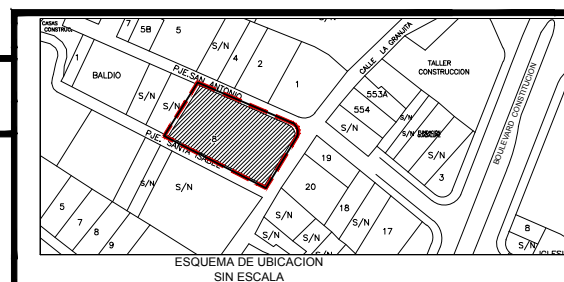 CASAS
CONSTRUC.
7
5B
5
S/N
4
2
1
CALLE LA GRANJITA
TALLER
CONSTRUCCION
BOULEVARD CONSTITUCION
1
BALDIO
S/N
S/N
PJE.SAN ANTONIO
8
PJE. SANTA ISABEL
553A
554
S/N
S/N
S/N
3
19
20
18
17
S/N
S/N
S/N
S/N
S/N
S/N
S/N
5
7
8
9
8
S/N
IGLESI
ESQUEMA DE UBICACION
SIN ESCALA